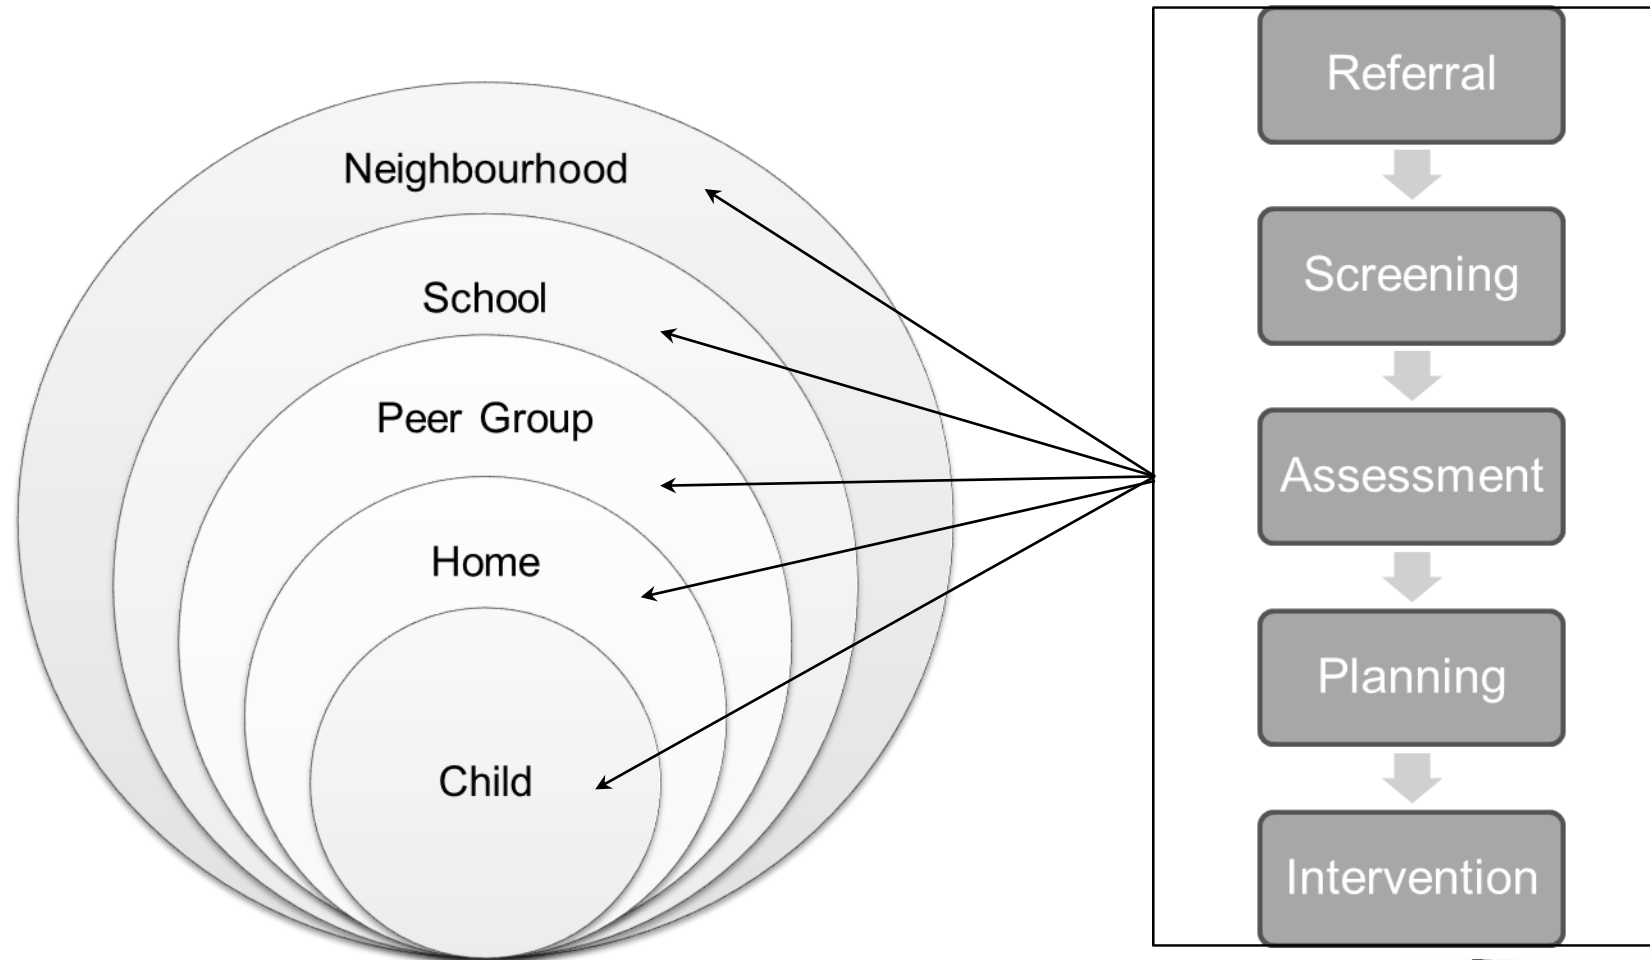 Neighbourhood
School
Peer Group
Home
Child
Referral
Screening
Assessment
Planning
Intervention